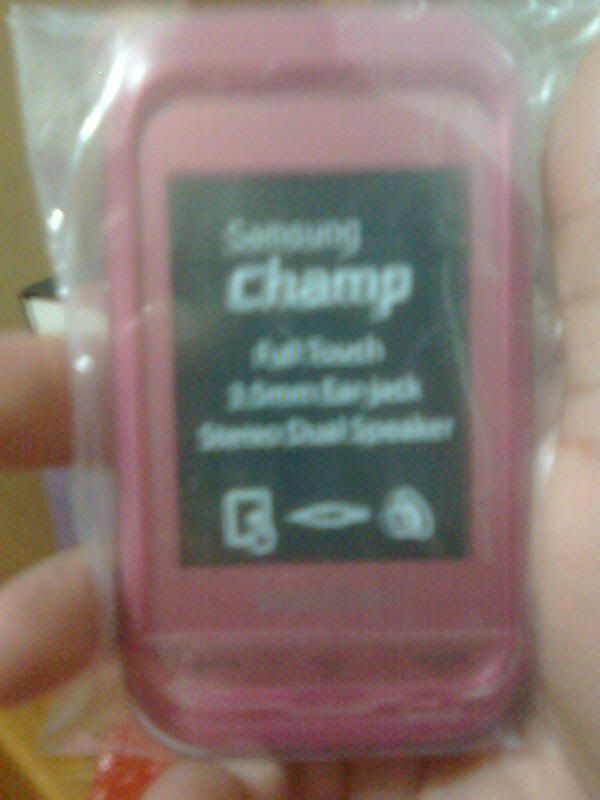 Samsung
Champ
Full Touch
3.5mm Ear-jack
Stereo Dual Speaker